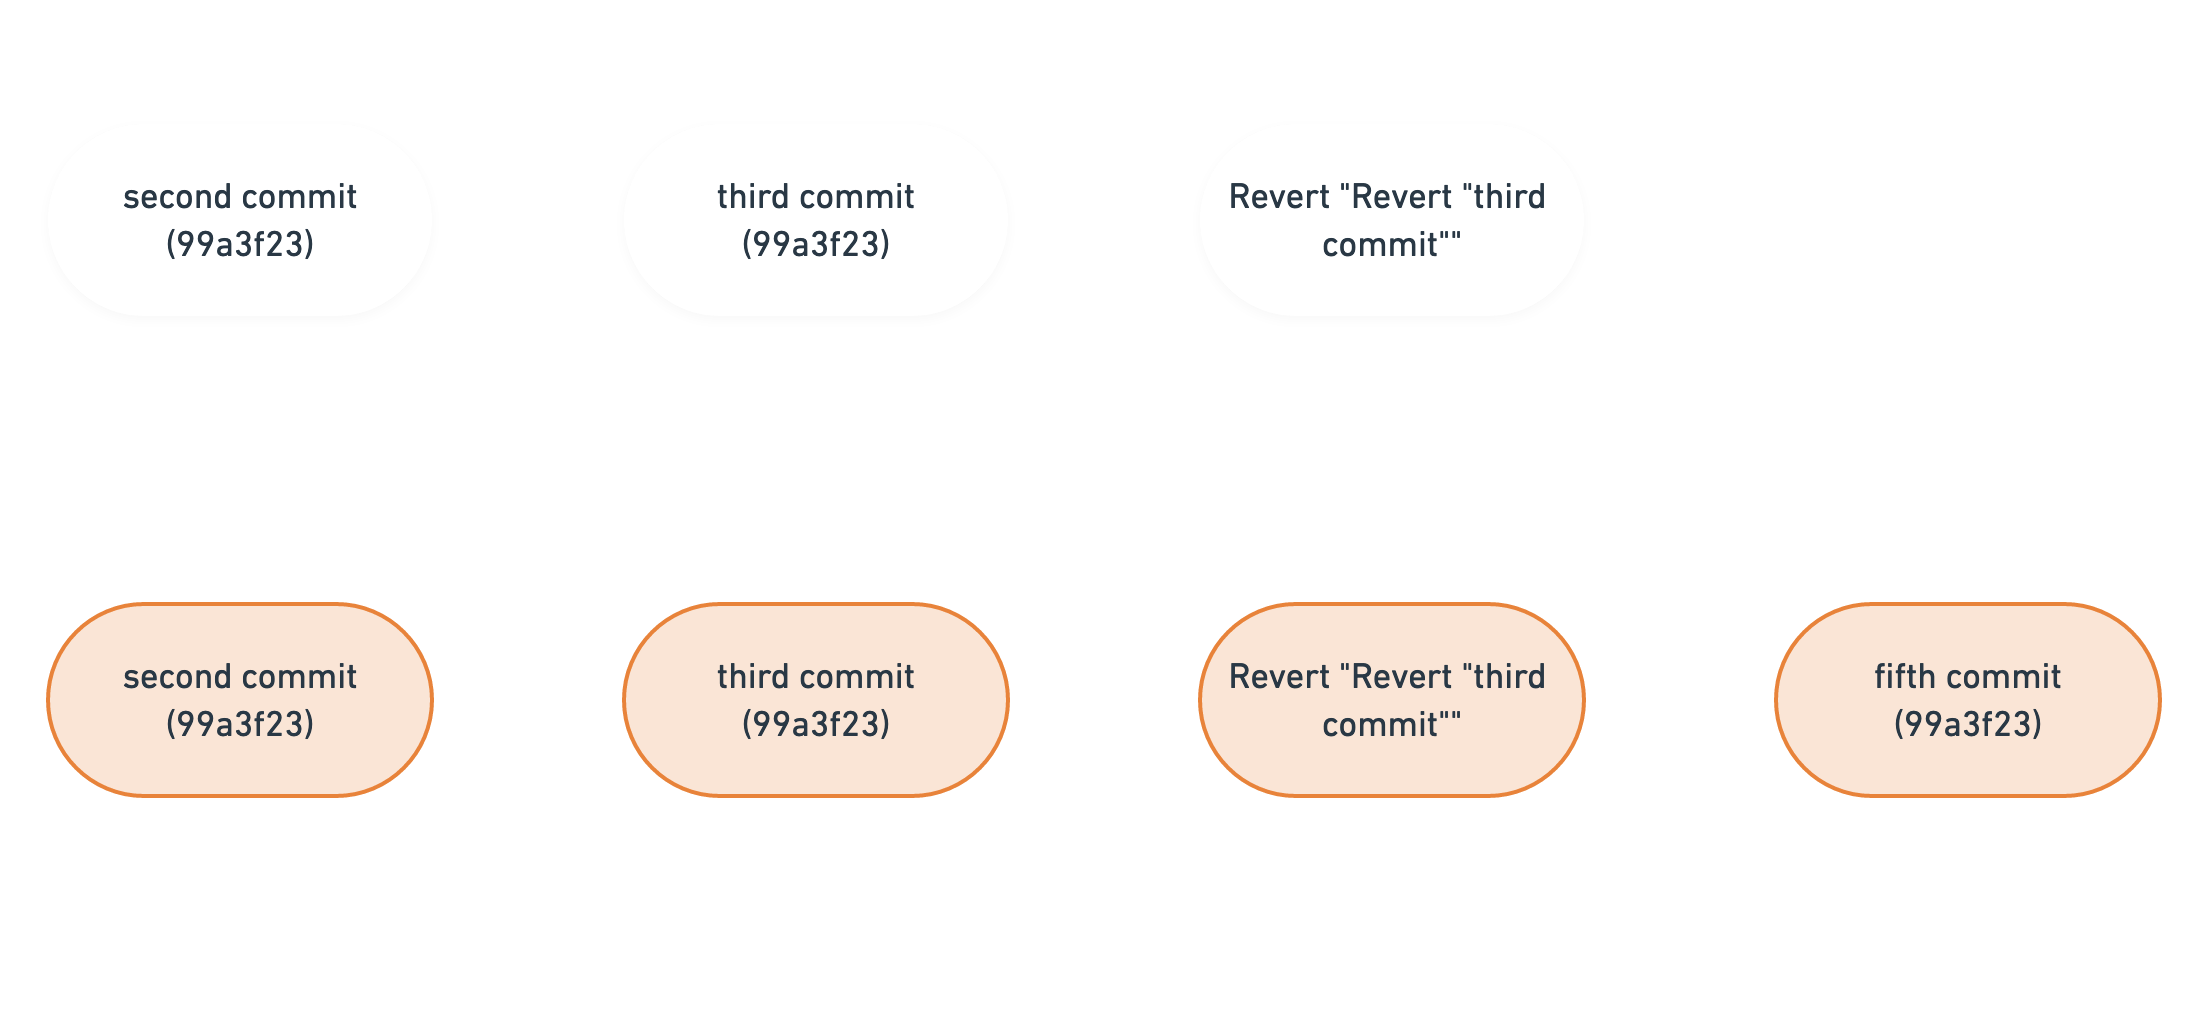 second commit
(99a3f23)
third commit
(99a3f23)
Revert "Revert "third
commit""
second commit
(99a3f23)
third commit
(99a3f23)
Revert "Revert "third
commit""
fifth commit
(99a3f23)